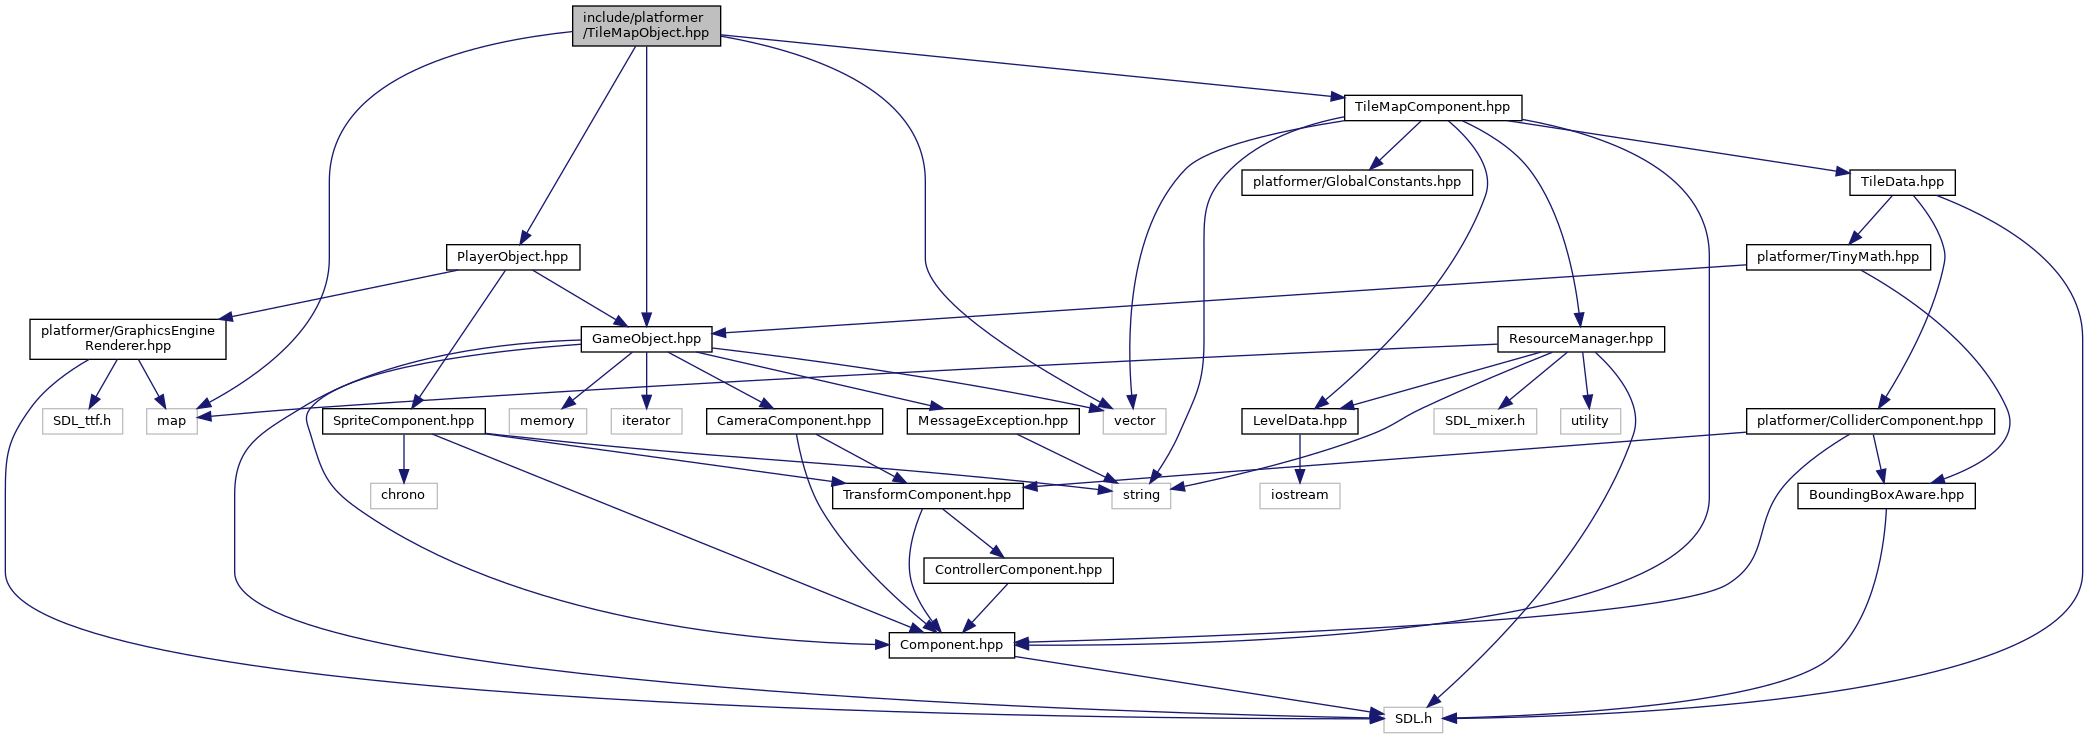 include/platformer
/TileMapObject.hpp
TileMapComponent.hpp
platformer/GlobalConstants.hpp
TileData.hpp
PlayerObject.hpp
platformer/TinyMath.hpp
platformer/GraphicsEngine
Renderer.hpp
GameObject.hpp
ResourceManager.hpp
SDL_ttf.h
map
SpriteComponent.hpp
memory
iterator
CameraComponent.hpp
MessageException.hpp
vector
LevelData.hpp
SDL_mixer.h
utility
platformer/ColliderComponent.hpp
chrono
TransformComponent.hpp
string
iostream
BoundingBoxAware.hpp
ControllerComponent.hpp
Component.hpp
SDL.h